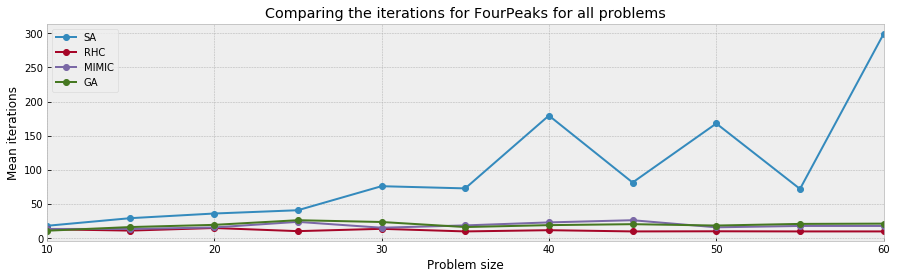 Comparing the iterations for FourPeaks for all problems
Mean iterations
300
250
200
150
100
50
0
SA
RHC
MIMIC
GA
10
20
30
40
50
60
Problem size